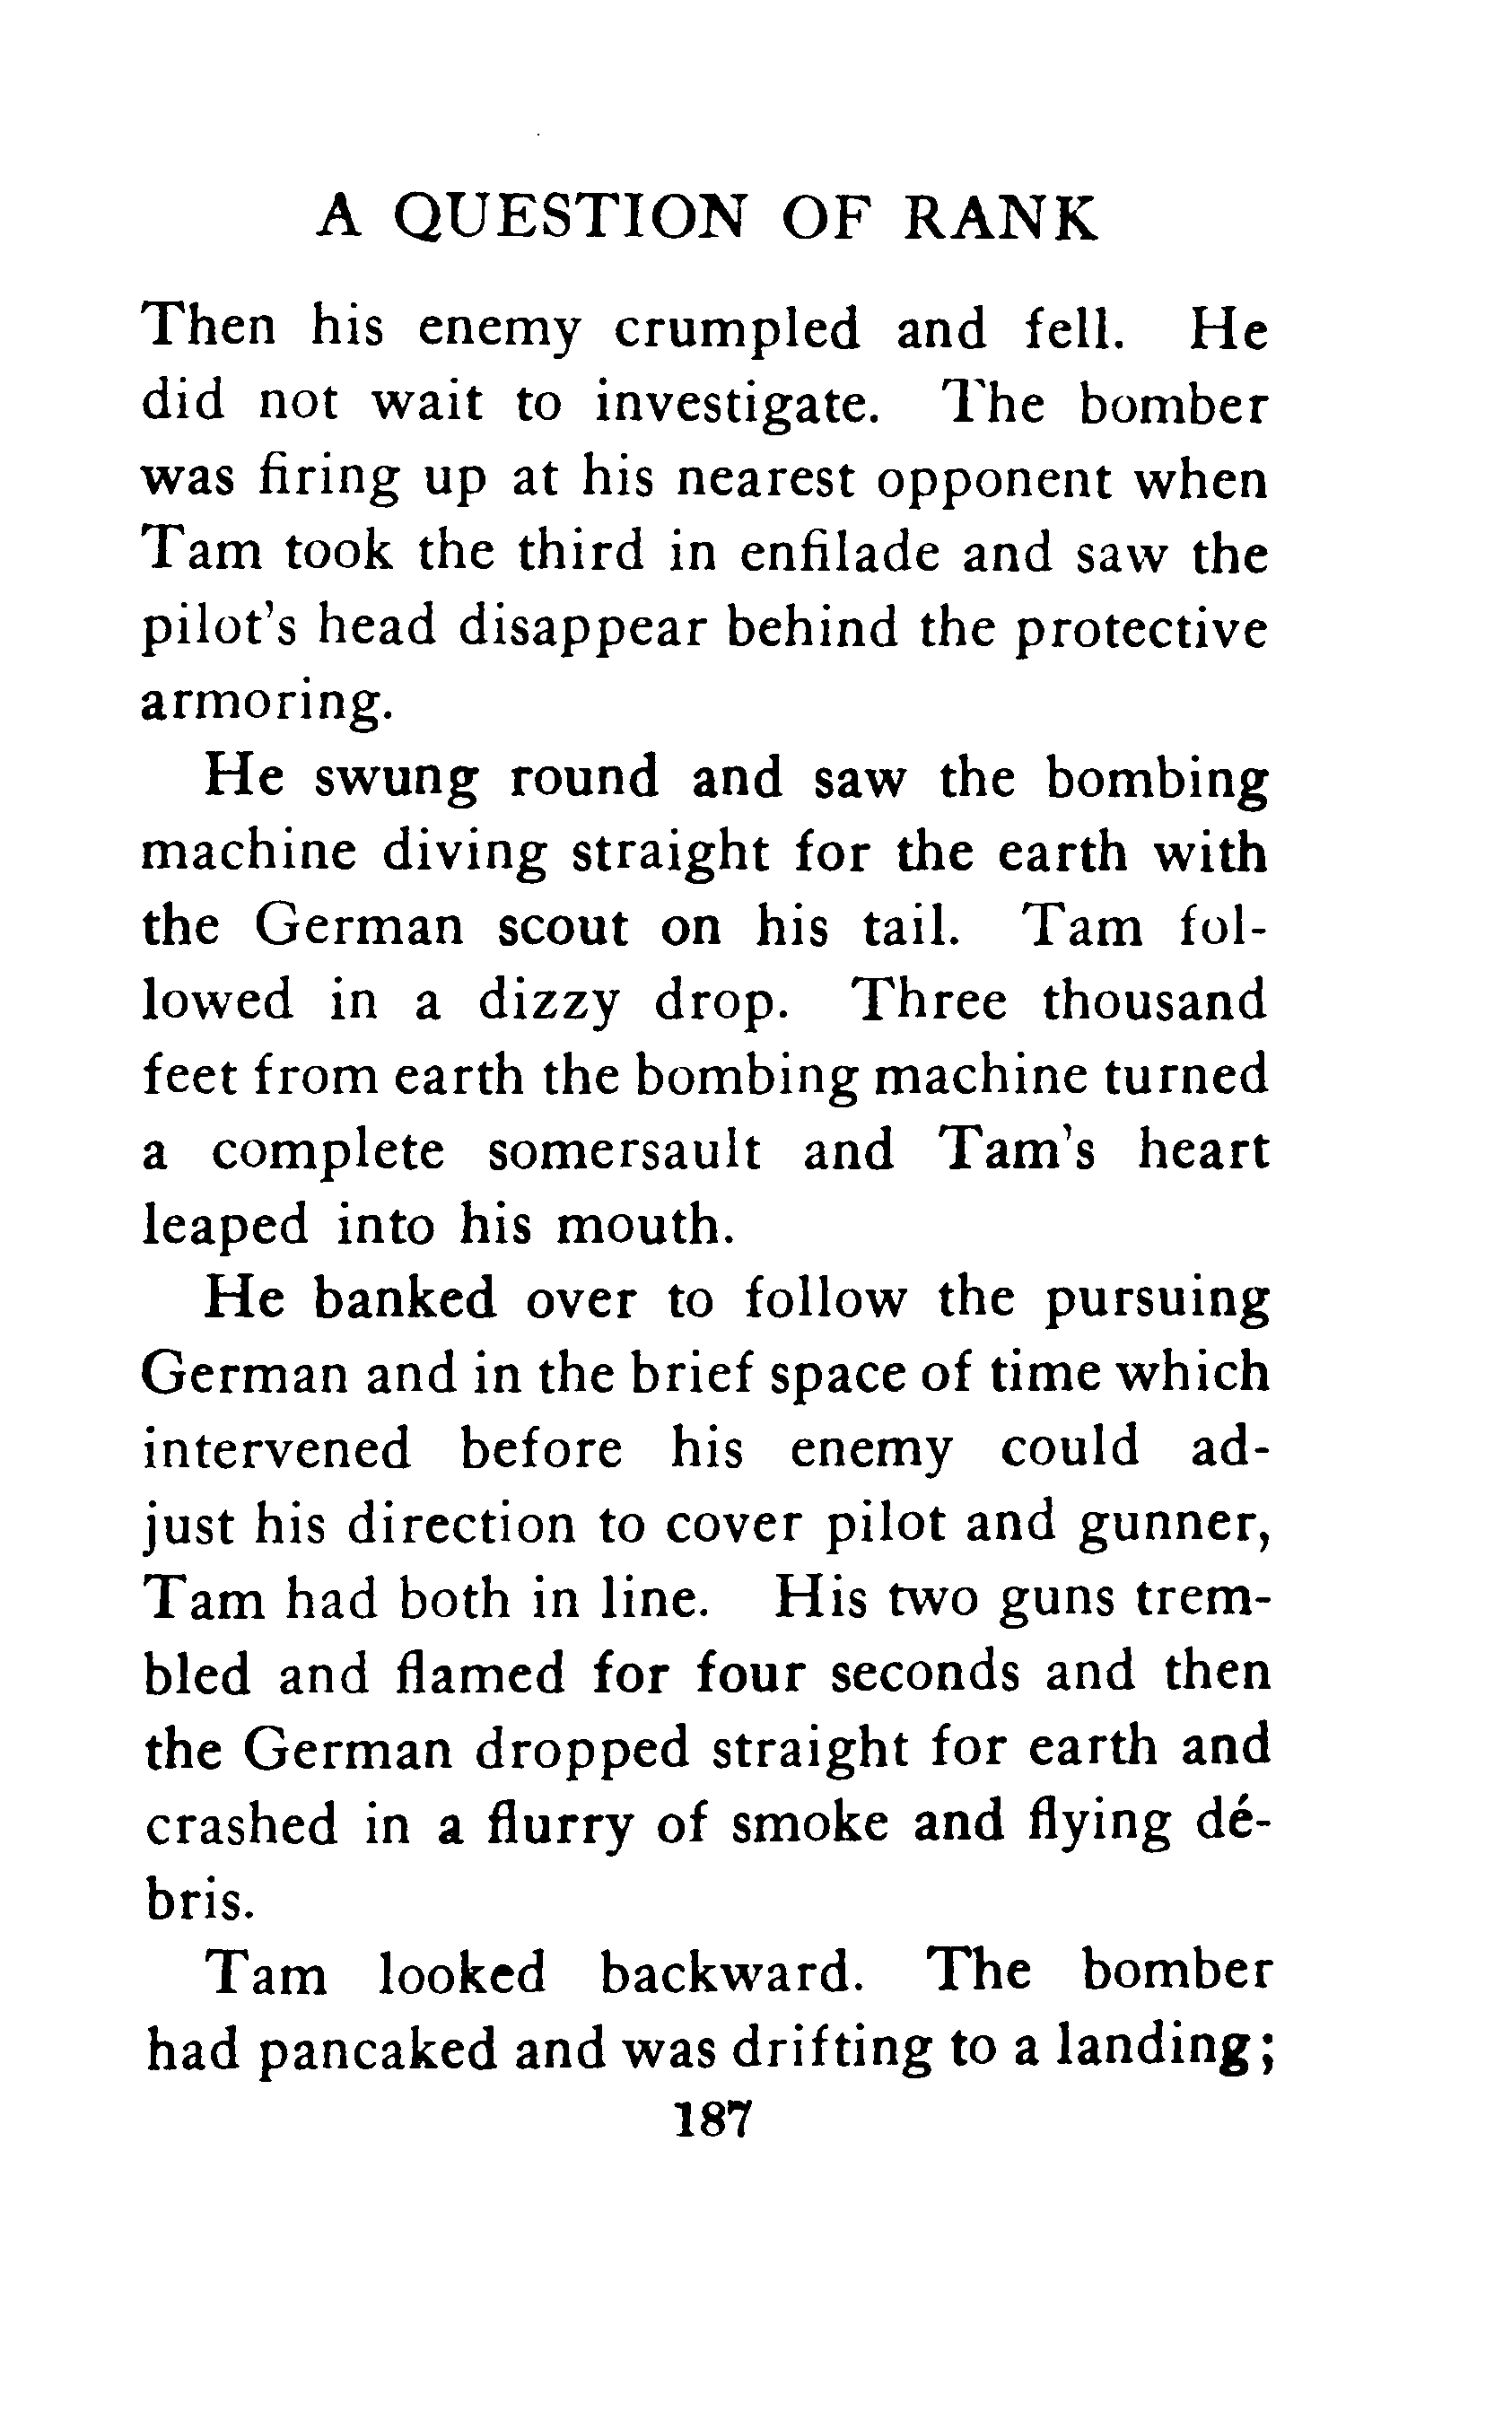 A QUESTION OF RANK
Then his enemy crumpled and fell. He
did not wait to investigate. The bomber
was firing up at his nearest opponent when
Tam took the third in enfilade and saw the
pilot's head disappear behind the protective
armoring.
He swung round and saw the bombing
machine diving straight for the earth with
the German scout on his tail. Tam fol-
lowed in a dizzy drop. Three thousand
feet from earth the bombing machine turned
a complete somersault and Tam's heart
leaped into his mouth.
He banked over to follow the pursuing
German and in the brief space of time which
intervened before his enemy could ad-
just his direction to cover pilot and gunner,
Tam had both in line. His two guns trem-
bled and flamed for four seconds and then
the German dropped straight for earth and
crashed in a flurry of smoke and flying dé-
bris.
Tam looked backward. The bomber
had pancaked and was drifting to a landing;
187